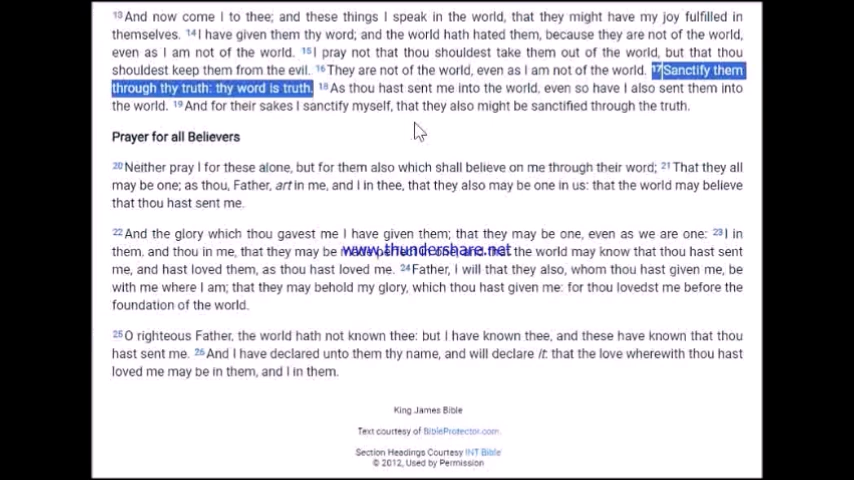 13And now come I to thee; and these things I speak in the world, that they might have my joy fulfilled in
themselves. 14I have given them thy word; and the world hath hated them, because they are not of the world,
even as I am not of the world. 15I pray not that thou shouldest take them out of the world, but that thou
shouldest keep them from the evil. 16They are not of the world, even as I am not of the world. 17Sanctify them
through thy truth: thy word is truth. 18As thou hast sent me into the world, even so have I also sent them into
the world. 19And for their sakes I sanctify myself, that they also might be sanctified through the truth.
Prayer for all Believers
20Neither pray I for these alone, but for them also which shall believe on me through their word; 21That they all
may be one; as thou, Father, art in me, and I in thee, that they also may be one in us: that the world may believe
that thou hast sent me.
22And the glory which thou gavest me I have given them; that they may be one, even as we are one: 23I in
them, and thou in me, that they may be made perfect in one; and that the world may know that thou hast sent
www.thundershare.net
me, and hast loved them, as thou hast loved me. 24Father, I will that they also, whom thou hast given me, be
with me where I am; that they may behold my glory, which thou hast given me: for thou lovedst me before the
foundation of the world.
25O righteous Father, the world hath not known thee: but I have known thee, and these have known that thou
hast sent me. 26And I have declared unto them thy name, and will declare it: that the love wherewith thou hast
loved me may be in them, and I in them.
King James Bible
Text courtesy of BibleProtector.com.
Section Headings Courtesy INT Bible
© 2012, Used by Permission